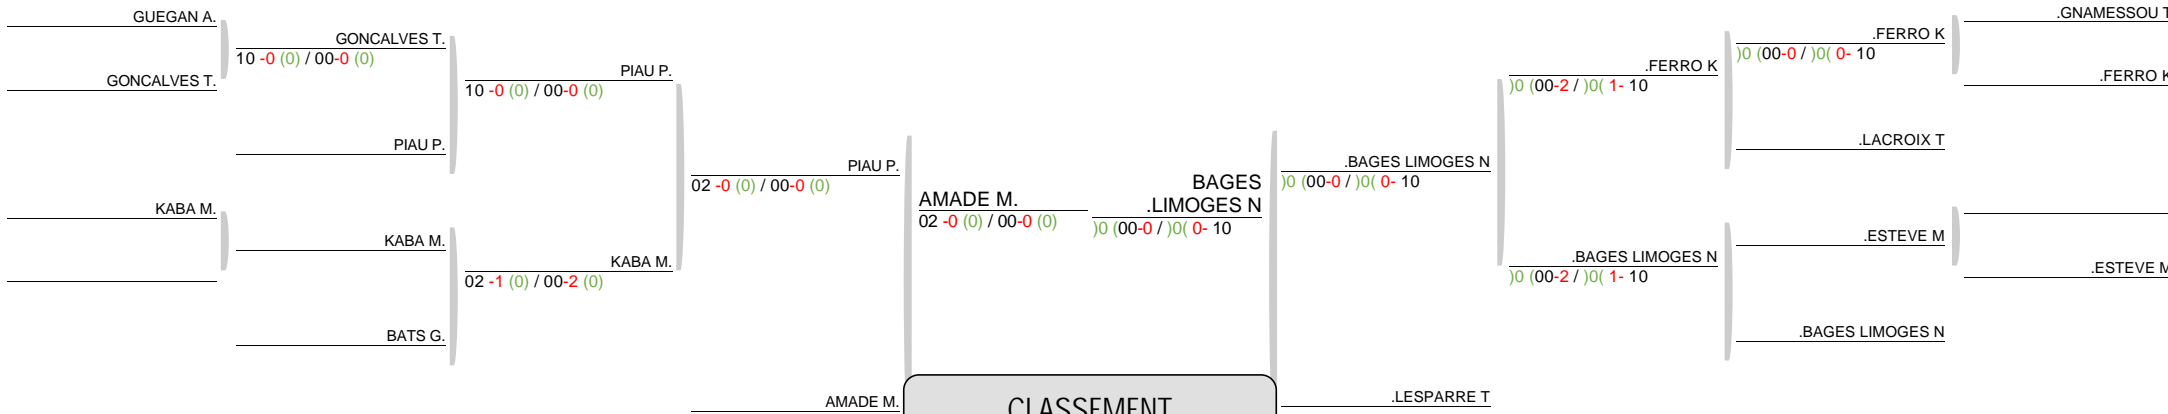 GUEGAN A.
GONCALVES T.
10 -0 (0) / 00-0 (0)
GONCALVES T.
PIAU P.
10 -0 (0) / 00-0 (0)
PIAU P.
PIAU P.
02 -0 (0) / 00-0 (0)
KABA M.
KABA M.
KABA M.
02 -1 (0) / 00-2 (0)
BATS G.
AMADE M.
AMADE M.
02 -0 (0) / 00-0 (0)
BAGES
.LIMOGES N
)0 (00-0 / )0( 0- 10
CLASSEMENT
.BAGES LIMOGES N
)0 (00-0 / )0( 0- 10
.LESPARRE T
.FERRO K
)0 (00-2 / )0( 1- 10
.BAGES LIMOGES N
)0 (00-2 / )0( 1- 10
.FERRO K
)0 (00-0 / )0( 0- 10
.LACROIX T
.ESTEVE M
.BAGES LIMOGES N
.GNAMESSOU T
.FERRO K
.ESTEVE M